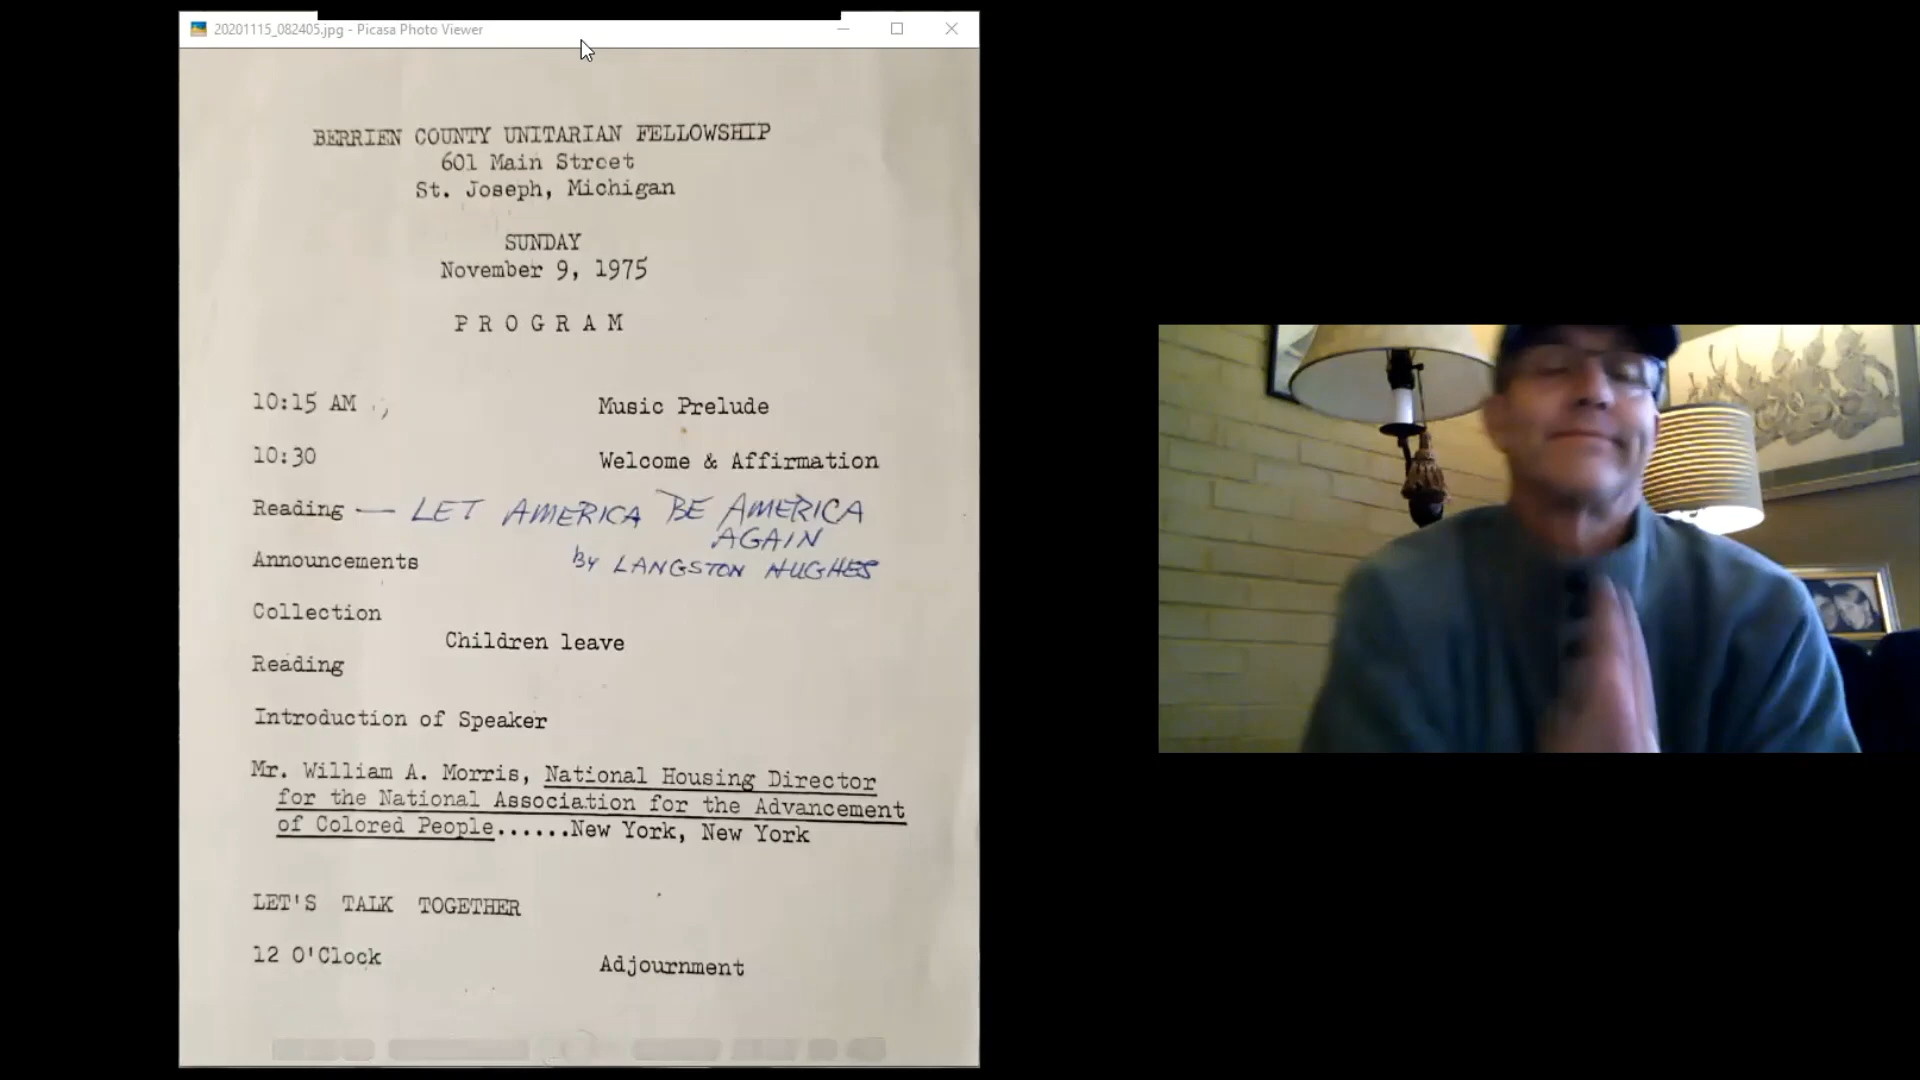 20201115_082405.jpg - Picasa Photo Viewer
BERRIEN COUNTY UNITARIAN FELLOWSHIP
601 Main Street
St. Joseph, Michigan
SUNDAY
November 9, 1975
PROGRAM
10:15 AM Music Prelude
10:30 Welcome & Affirmation
Reading — LET AMERICA BE AMERICA
AGAIN
Announcements by LANGSTON HUGHES
Collection
Children leave
Reading
Introduction of Speaker
Mr. William A. Morris, National Housing Director
for the National Association for the Advancement
of Colored People......New York, New York
LET'S TALK TOGETHER
12 O'Clock Adjournment